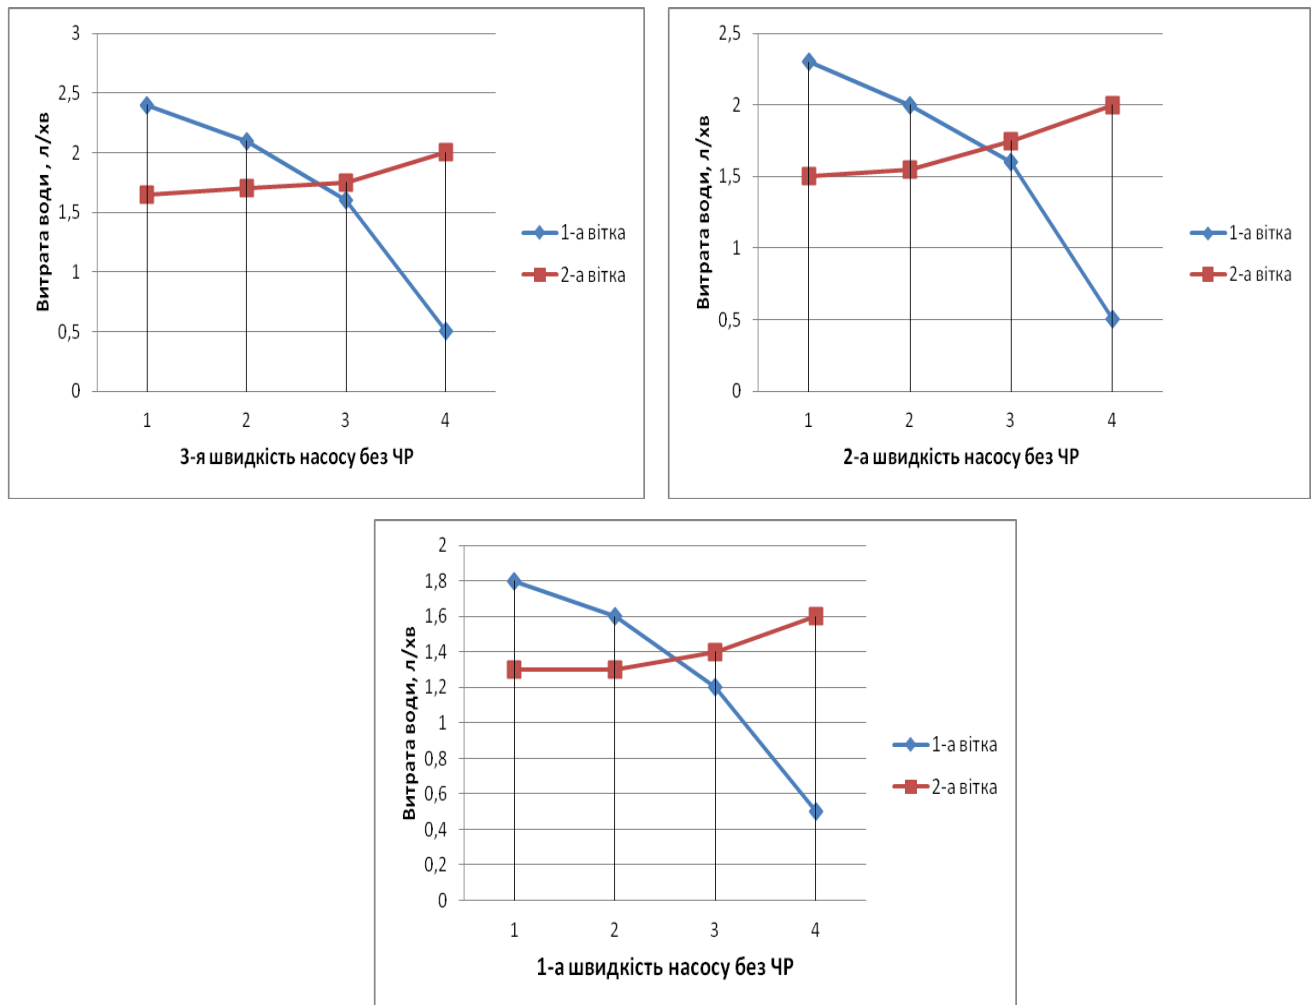 3
2,5
2
1,5
1
0,5
0
Витрата води , л/хв
1 2 3 4
3-я швидкість насосу без ЧР
1-а вітка
2-а вітка
2,5
2
1,5
1
0,5
0
Витрата води, л/хв
1 2 3 4
2-а швидкість насосу без ЧР
1-а вітка
2-а вітка
2
1,8
1,6
1,4
1,2
1
0,8
0,6
0,4
0,2
0
Витрата води, л/хв
1 2 3 4
1-а швидкість насосу без ЧР
1-а вітка
2-а вітка